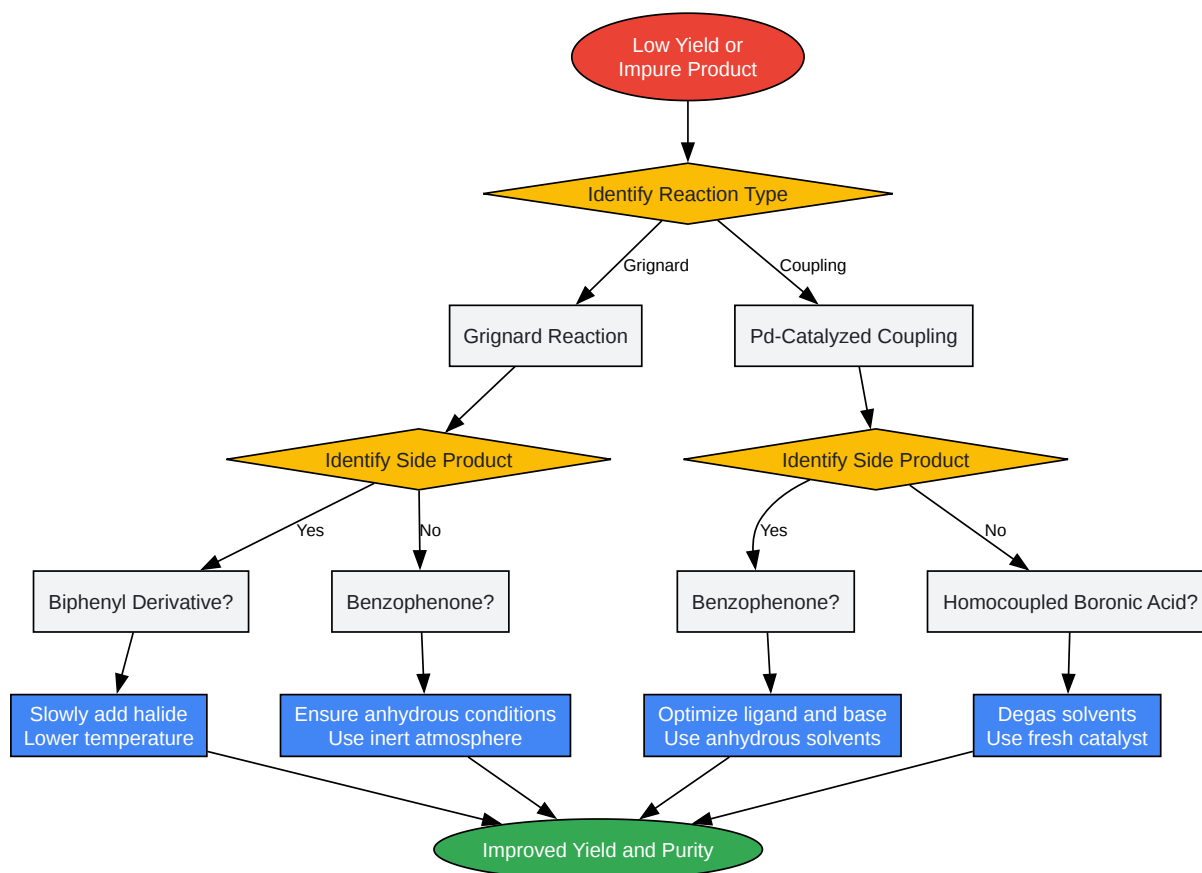 Low Yield or
Impure Product
Identify Reaction Type
Grignard
Coupling
Grignard Reaction
Pd-Catalyzed Coupling
Identify Side Product
Identify Side Product
Yes
No
Yes
No
Biphenyl Derivative?
Benzophenone?
Benzophenone?
Homocoupled Boronic Acid?
Slowly add halide
Lower temperature
Ensure anhydrous conditions
Use inert atmosphere
Optimize ligand and base
Use anhydrous solvents
Degas solvents
Use fresh catalyst
Improved Yield and Purity